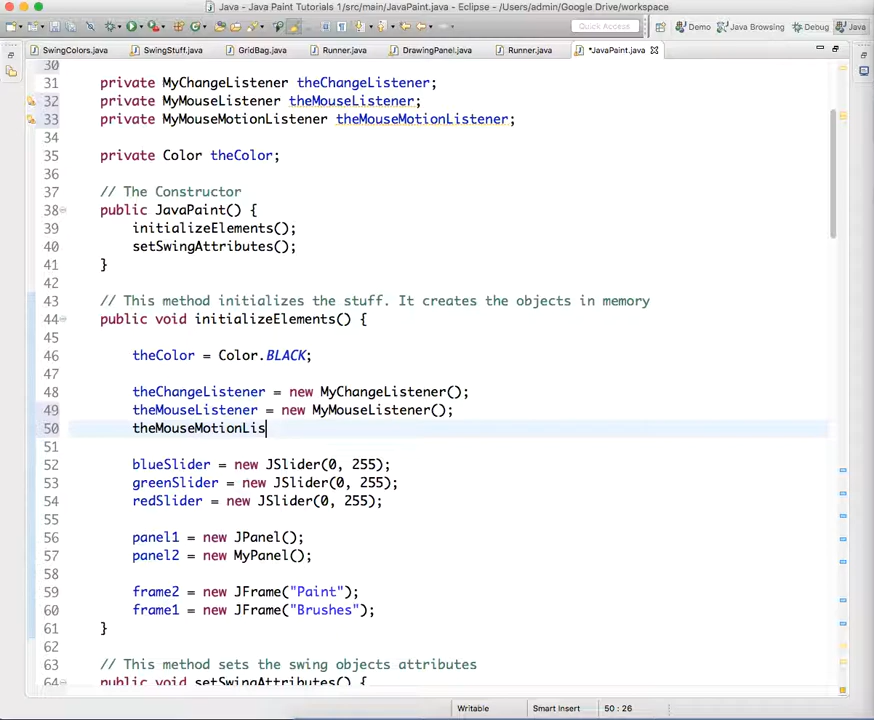 Java - Java Paint Tutorials 1/src/main/JavaPaint.java - Eclipse - /Users/admin/Google Drive/workspace
Quick Access Demo Java Browsing Debug Java
SwingColors.java SwingStuff.java GridBag.java Runner.java DrawingPanel.java Runner.java *JavaPaint.java
30
31 private MyChangeListener theChangeListener;
32 private MyMouseListener theMouseListener;
33 private MyMouseMotionListener theMouseMotionListener;
34
35 private Color theColor;
36
37 // The Constructor
38 public JavaPaint() {
39 initializeElements();
40 setSwingAttributes();
41 }
42
43 // This method initializes the stuff. It creates the objects in memory
44 public void initializeElements() {
45
46 theColor = Color.BLACK;
47
48 theChangeListener = new MyChangeListener();
49 theMouseListener = new MyMouseListener();
50 theMouseMotionLis
51
52 blueSlider = new JSlider(0, 255);
53 greenSlider = new JSlider(0, 255);
54 redSlider = new JSlider(0, 255);
55
56 panel1 = new JPanel();
57 panel2 = new MyPanel();
58
59 frame2 = new JFrame("Paint");
60 frame1 = new JFrame("Brushes");
61 }
62
63 // This method sets the swing objects attributes
64 public void setSwingAttributes() {
Writable Smart Insert 50 : 26